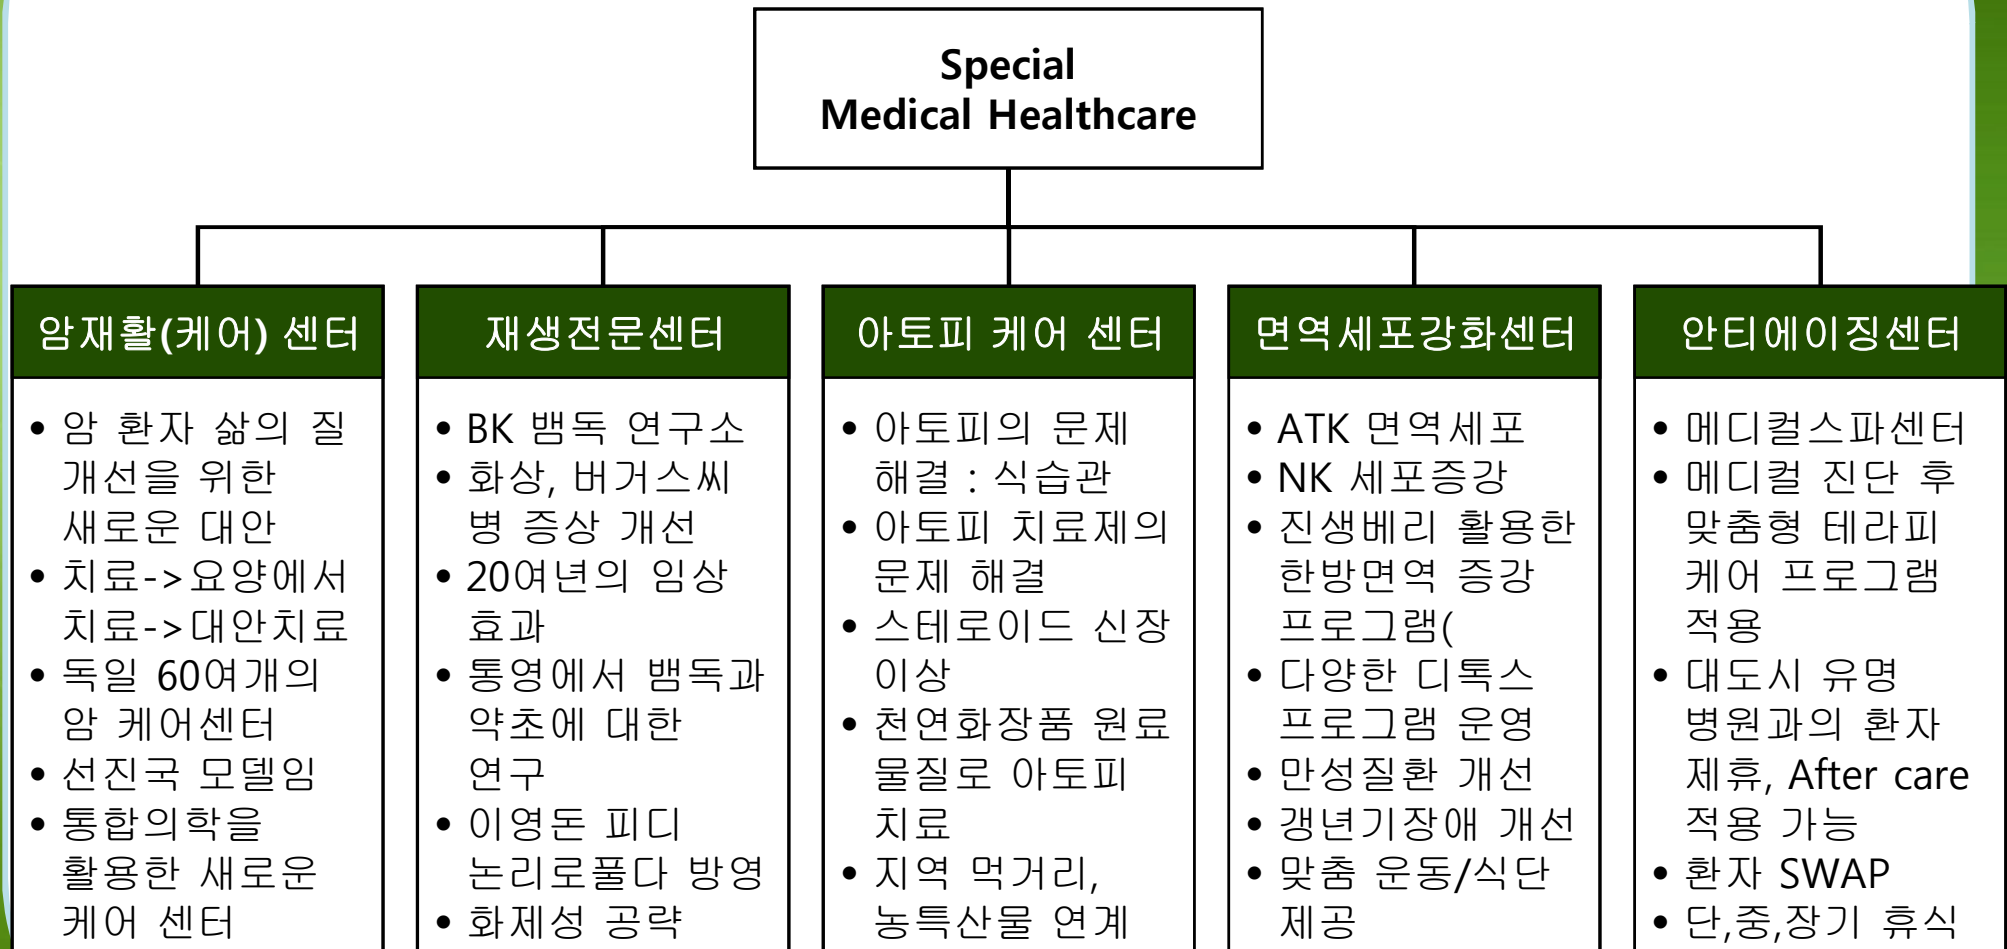 Special
Medical Healthcare
암재활(케어) 센터
• 암 환자 삶의 질
개선을 위한
새로운 대안
• 치료->요양에서
치료->대안치료
• 독일 60여개의
암 케어센터
• 선진국 모델임
• 통합의학을
활용한 새로운
케어 센터
재생전문센터
• BK 뱀독 연구소
• 화상, 버거스씨
병 증상 개선
• 20여년의 임상
효과
• 통영에서 뱀독과
약초에 대한
연구
• 이영돈 피디
논리로풀다 방영
• 화제성 공략
아토피 케어 센터
• 아토피의 문제
해결 : 식습관
• 아토피 치료제의
문제 해결
• 스테로이드 신장
이상
• 천연화장품 원료
물질로 아토피
치료
• 지역 먹거리,
농특산물 연계
면역세포강화센터
• ATK 면역세포
• NK 세포증강
• 진생베리 활용한
한방면역 증강
프로그램(
• 다양한 디톡스
프로그램 운영
• 만성질환 개선
• 갱년기장애 개선
• 맞춤 운동/식단
제공
안티에이징센터
• 메디컬스파센터
• 메디컬 진단 후
맞춤형 테라피
케어 프로그램
적용
• 대도시 유명
병원과의 환자
제휴, After care
적용 가능
• 환자 SWAP
• 단,중,장기 휴식